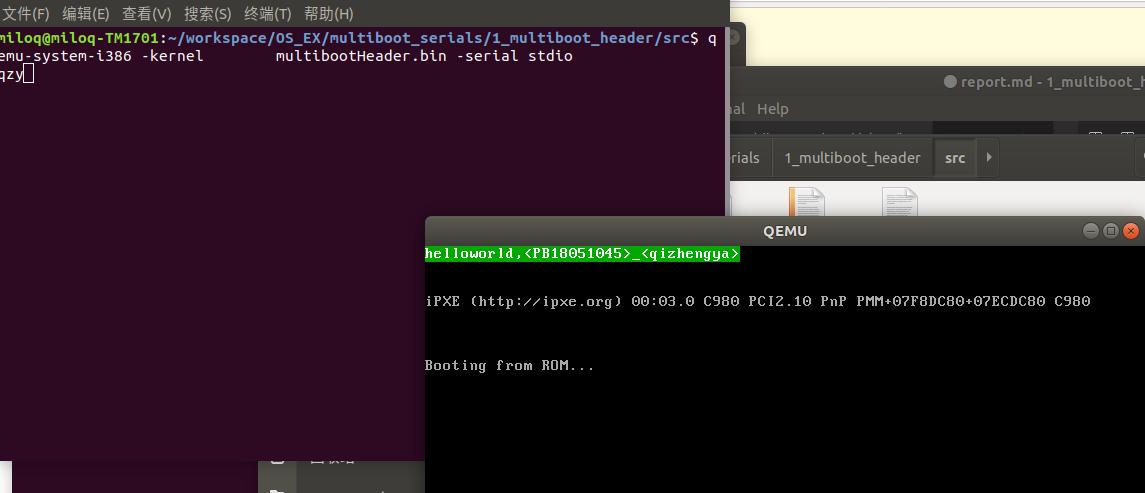 文件(F) 编辑(E) 查看(V) 搜索(S) 终端(T) 帮助(H)
miloq@miloq-TM1701:~/workspace/OS_EX/multiboot_serials/1_multiboot_header/src$ q
emu-system-i386 -kernel        multibootHeader.bin -serial stdio
qzy
report.md - 1_multiboot_h
nal Help
rials 1_multiboot_header src
QEMU
helloworld,<PB18051045>_<qizhengya>
iPXE (http://ipxe.org) 00:03.0 C980 PCI2.10 PnP PMM+07F8DC80+07ECDC80 C980
Booting from ROM...